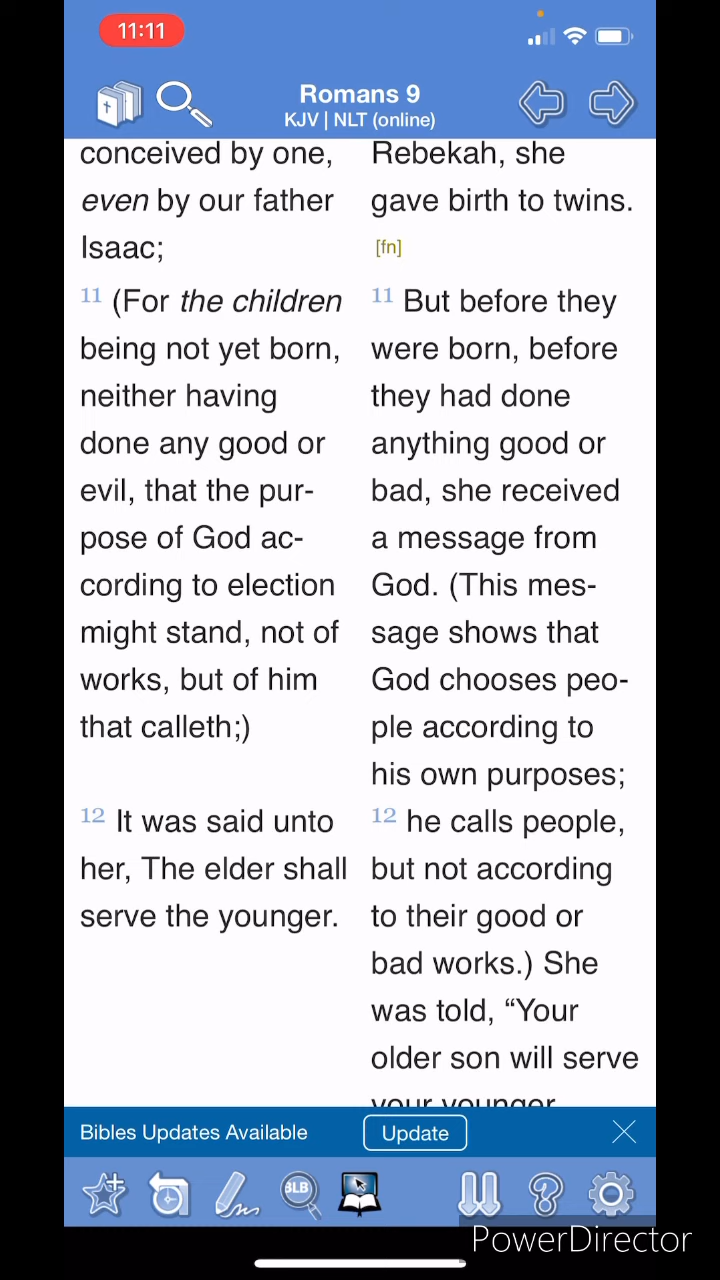 11:11
Romans 9
KJV | NLT (online)
conceived by one,
even by our father
Isaac;
11 (For the children
being not yet born,
neither having
done any good or
evil, that the pur-
pose of God ac-
cording to election
might stand, not of
works, but of him
that calleth;)
12 It was said unto
her, The elder shall
serve the younger.
Rebekah, she
gave birth to twins.
[fn]
11 But before they
were born, before
they had done
anything good or
bad, she received
a message from
God. (This mes-
sage shows that
God chooses peo-
ple according to
his own purposes;
12 he calls people,
but not according
to their good or
bad works.) She
was told, “Your
older son will serve
your younger
Bibles Updates Available
Update
BLB
PowerDirector